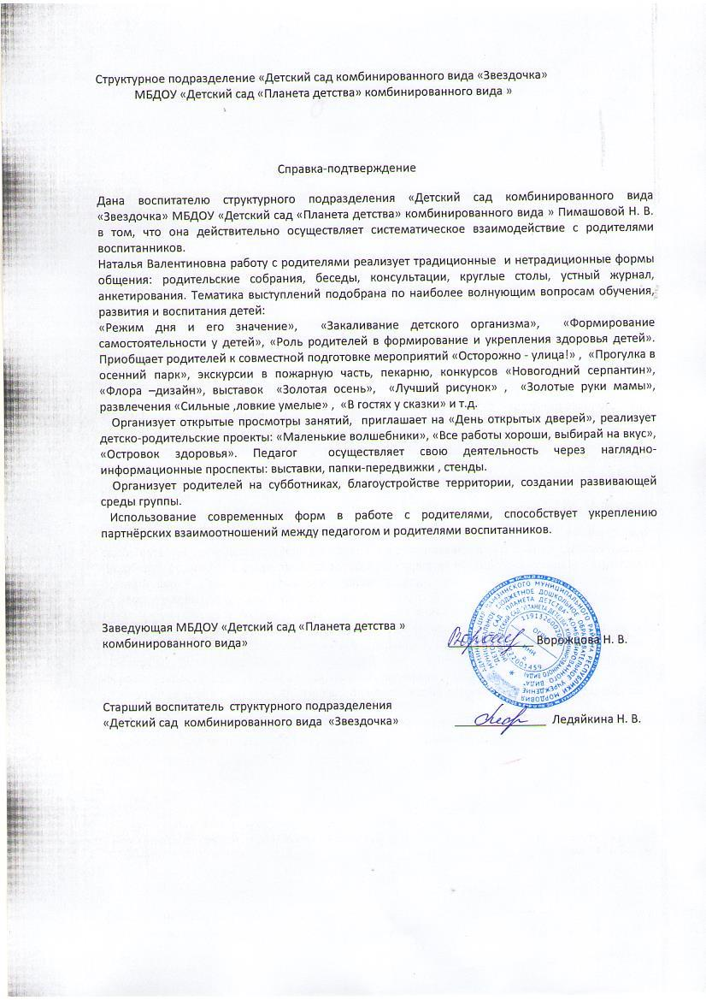 Структурное подразделение «Детский сад комбинированного вида «Звездочка»
МБДОУ «Детский сад «Планета детства» комбинированного вида »
Справка-подтверждение
Дана воспитателю структурного подразделения «Детский сад комбинированного вида
«Звездочка» МБДОУ «Детский сад «Планета детства» комбинированного вида » Пимашовой Н. В.
в том, что она действительно осуществляет систематическое взаимодействие с родителями
воспитанников.
Наталья Валентиновна работу с родителями реализует традиционные и нетрадиционные формы
общения: родительские собрания, беседы, консультации, круглые столы, устный журнал,
анкетирования. Тематика выступлений подобрана по наиболее волнующим вопросам обучения,
развития и воспитания детей:
«Режим дня и его значение», «Закаливание детского организма», «Формирование
самостоятельности у детей», «Роль родителей в формирование и укрепления здоровья детей».
Приобщает родителей к совместной подготовке мероприятий «Осторожно - улица!» , «Прогулка в
осенний парк», экскурсии в пожарную часть, пекарню, конкурсов «Новогодний серпантин»,
«Флора –дизайн», выставок «Золотая осень», «Лучший рисунок» , «Золотые руки мамы»,
развлечения «Сильные ,ловкие умелые» , «В гостях у сказки» и т.д.
Организует открытые просмотры занятий, приглашает на «День открытых дверей», реализует
детско-родительские проекты: «Маленькие волшебники», «Все работы хороши, выбирай на вкус»,
«Островок здоровья». Педагог осуществляет свою деятельность через наглядно-
информационные проспекты: выставки, папки-передвижки , стенды.
Организует родителей на субботниках, благоустройстве территории, создании развивающей
среды группы.
Использование современных форм в работе с родителями, способствует укреплению
партнёрских взаимоотношений между педагогом и родителями воспитанников.
Заведующая МБДОУ «Детский сад «Планета детства »
комбинированного вида» Ворожцова Н. В.
Старший воспитатель структурного подразделения
«Детский сад комбинированного вида «Звездочка» Ледяйкина Н. В.